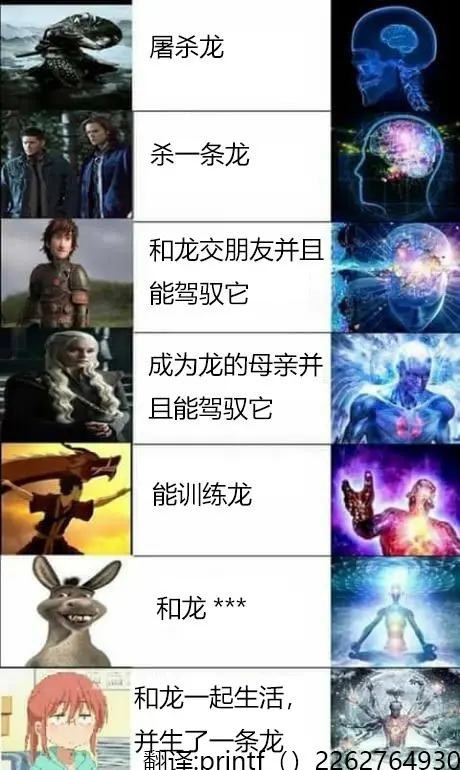 屠杀龙
杀一条龙
和龙交朋友并且
能驾驭它
成为龙的母亲并
且能驾驭它
能训练龙
和龙 ***
和龙一起生活，
并生了一条龙
翻译:printf（）2262764930